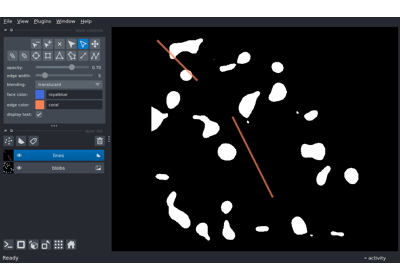 File View Plugins Window Help
opacity: 0.70
edge width: 5
blending: translucent
face color: royalblue
edge color: coral
display text: ✓
lines
blobs
Ready
activity